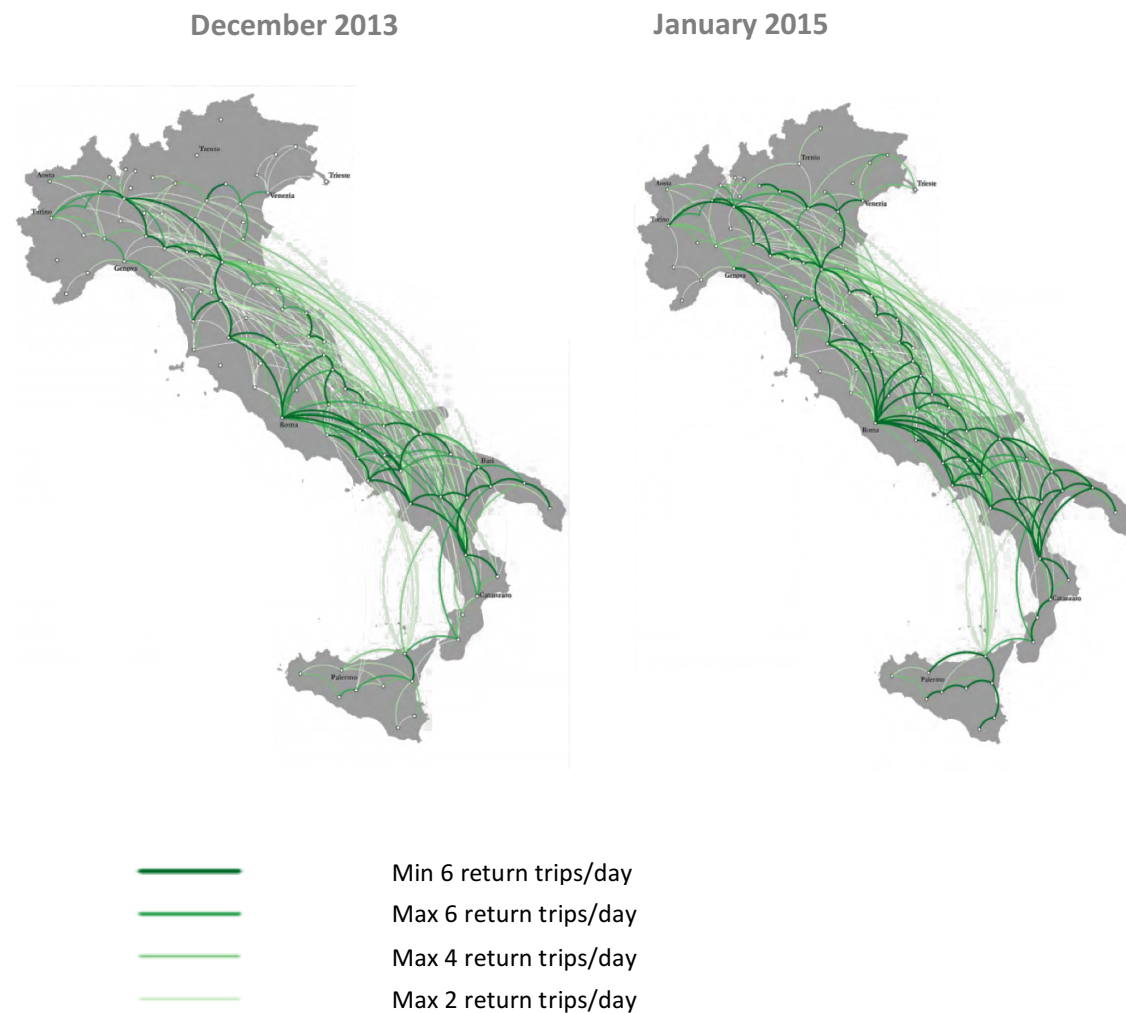 December 2013
January 2015
Trento
Aosta
Trieste
Venezia
Torino
Genova
Roma
Bari
Catanzaro
Palermo
Trento
Aosta
Trieste
Venezia
Torino
Genova
Roma
Catanzaro
Palermo
Min 6 return trips/day
Max 6 return trips/day
Max 4 return trips/day
Max 2 return trips/day